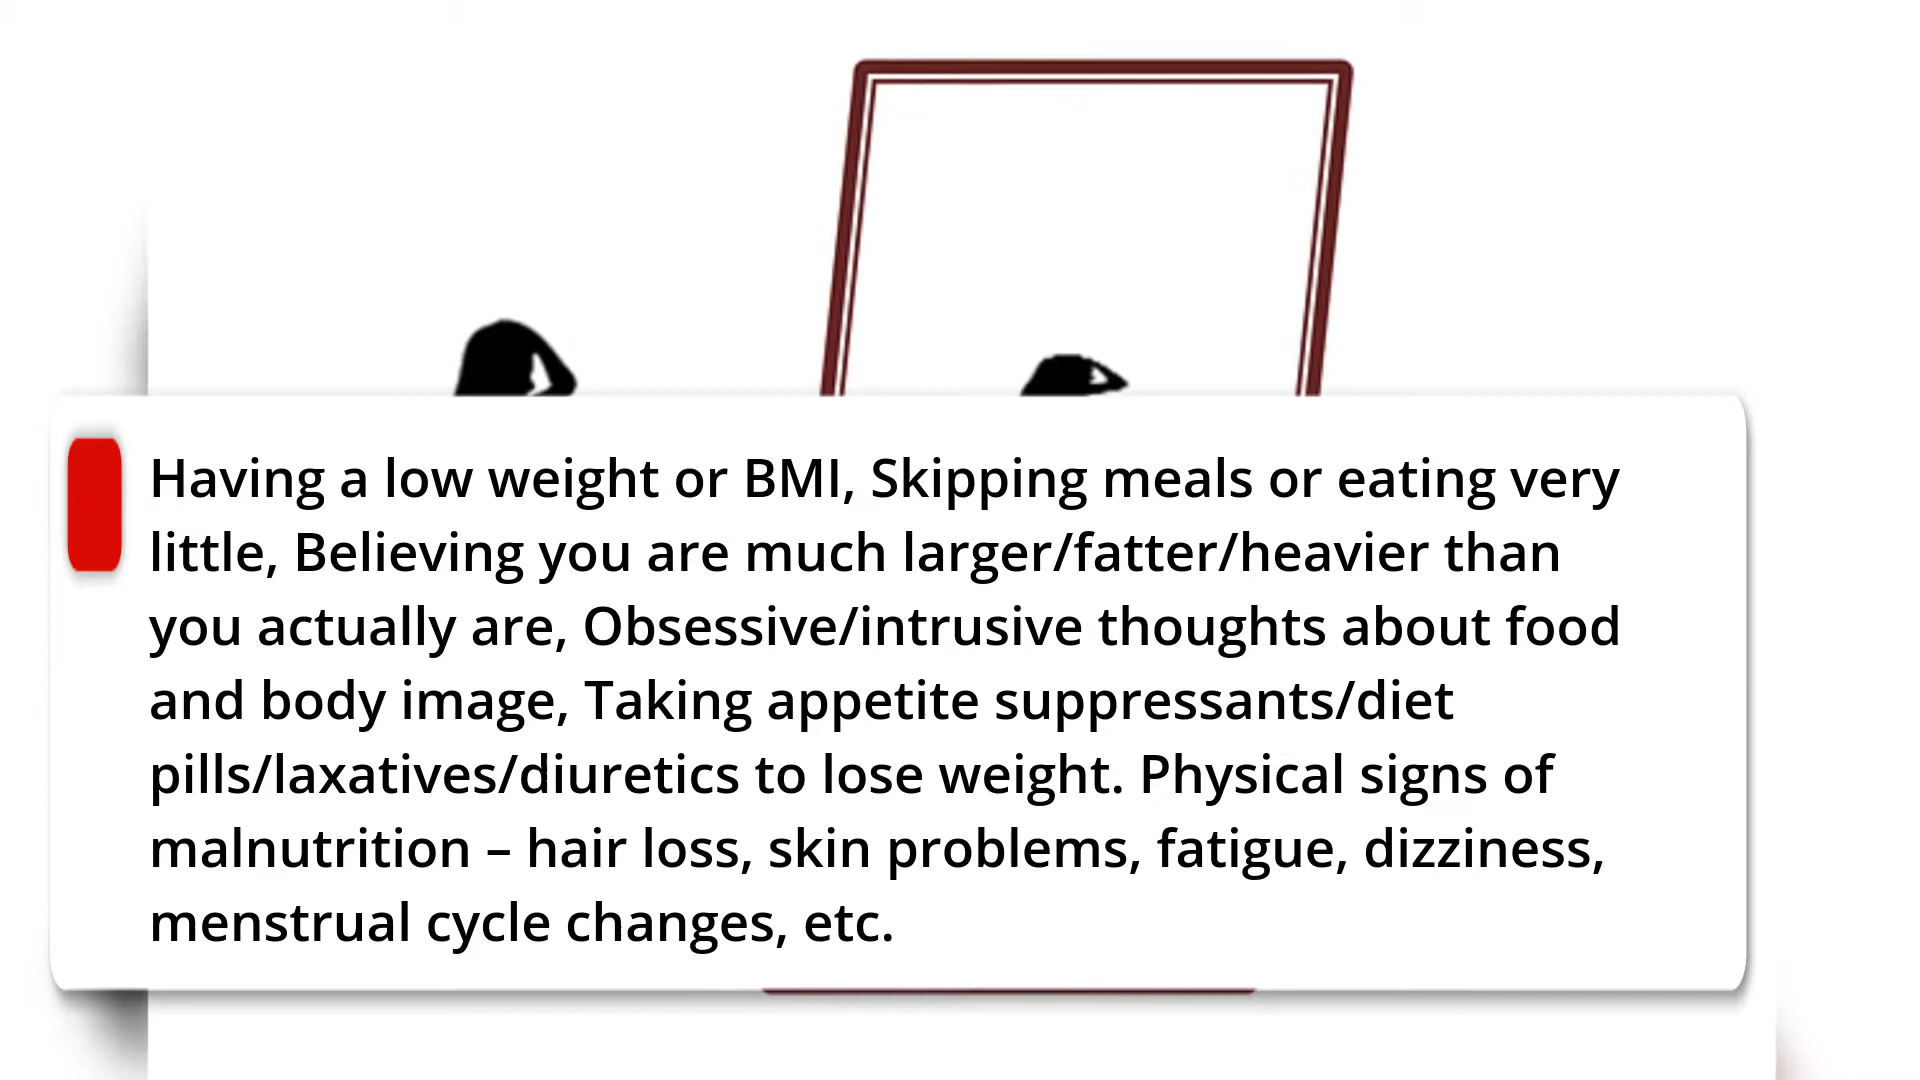 Having a low weight or BMI, Skipping meals or eating very
little, Believing you are much larger/fatter/heavier than
you actually are, Obsessive/intrusive thoughts about food
and body image, Taking appetite suppressants/diet
pills/laxatives/diuretics to lose weight. Physical signs of
malnutrition – hair loss, skin problems, fatigue, dizziness,
menstrual cycle changes, etc.